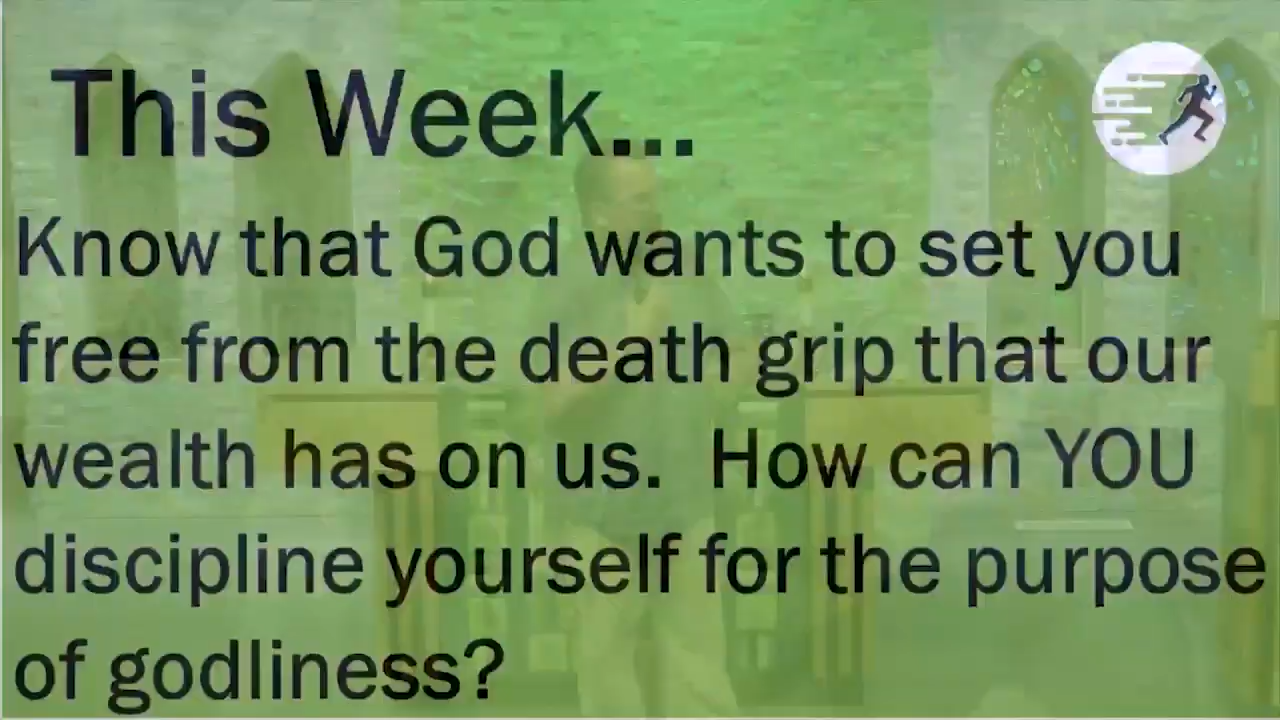 This Week...
Know that God wants to set you
free from the death grip that our
wealth has on us.  How can YOU
discipline yourself for the purpose
of godliness?